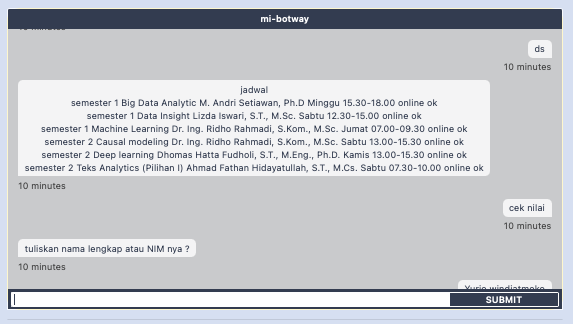 mi-botway
10 minutes
ds
10 minutes
jadwal
semester 1 Big Data Analytic M. Andri Setiawan, Ph.D Minggu 15.30-18.00 online ok
semester 1 Data Insight Lizda Iswari, S.T., M.Sc. Sabtu 12.30-15.00 online ok
semester 1 Machine Learning Dr. Ing. Ridho Rahmadi, S.Kom., M.Sc. Jumat 07.00-09.30 online ok
semester 2 Causal modeling Dr. Ing. Ridho Rahmadi, S.Kom., M.Sc. Sabtu 13.00-15.30 online ok
semester 2 Deep learning Dhomas Hatta Fudholi, S.T., M.Eng., Ph.D. Kamis 13.00-15.30 online ok
semester 2 Teks Analytics (Pilihan I) Ahmad Fathan Hidayatullah, S.T., M.Cs. Sabtu 07.30-10.00 online ok
10 minutes
cek nilai
10 minutes
tuliskan nama lengkap atau NIM nya ?
10 minutes
SUBMIT